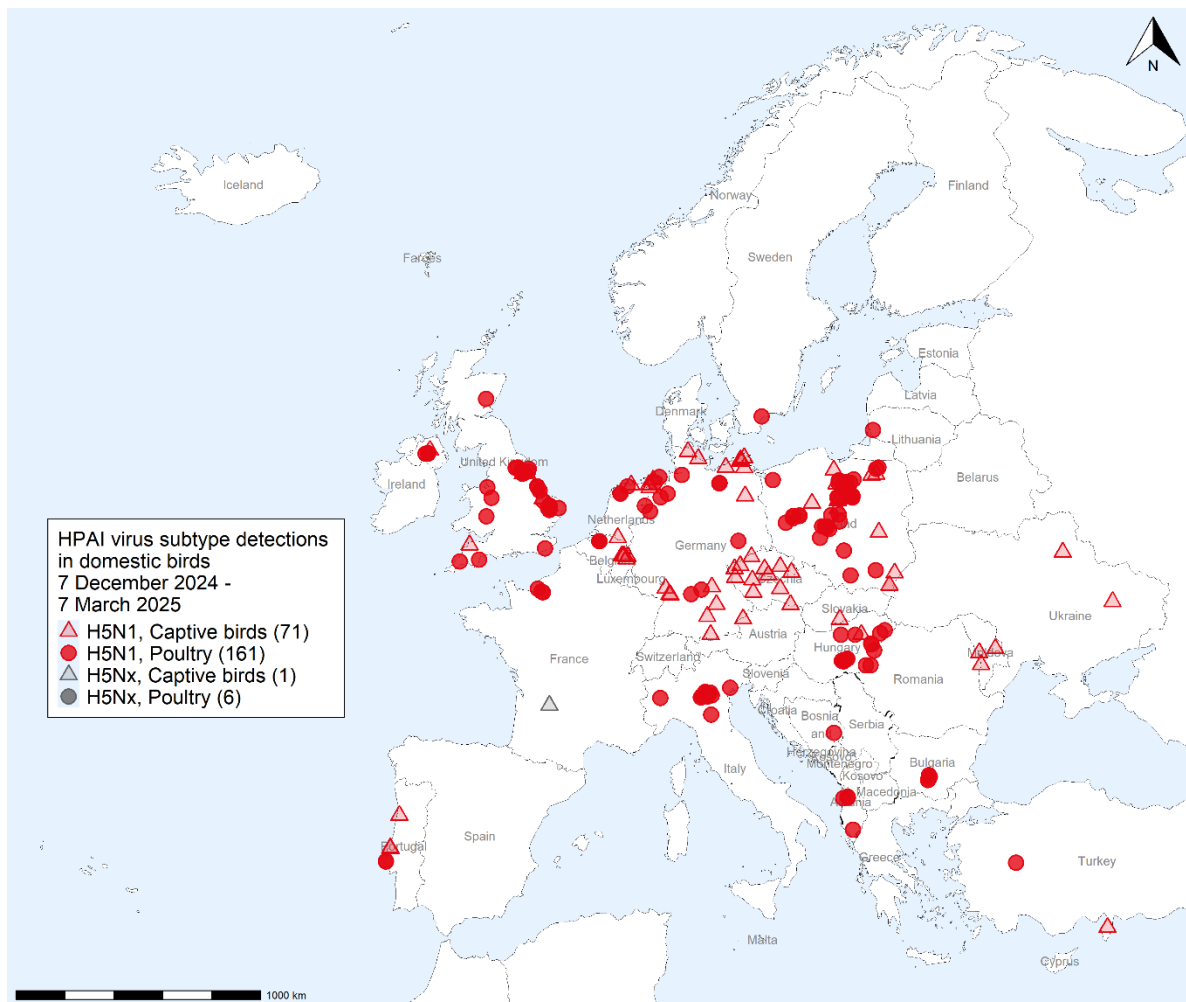 N
Iceland
Finland
Norway
Sweden
Faroes
Estonia
Latvia
Denmark
Lithuania
United Kingdom
Belarus
Ireland
Netherlands
Germany
Luxembourg
Ukraine
Slovakia
Austria
Hungary
France
Switzerland
Romania
Slovenia
Croatia
Bosnia
and
Herzegovina
Serbia
Montenegro
Kosovo
Bulgaria
Italy
Macedonia
Spain
Portugal
Greece
Turkey
Malta
Cyprus
HPAI virus subtype detections
in domestic birds
7 December 2024 -
7 March 2025
H5N1, Captive birds (71)
H5N1, Poultry (161)
H5Nx, Captive birds (1)
H5Nx, Poultry (6)
1000 km